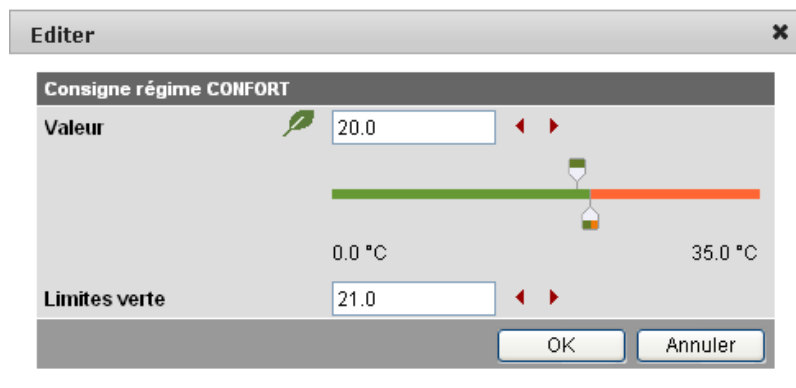 Editer
Consigne régime CONFORT
Valeur 20.0
0.0 °C 35.0 °C
Limites verte 21.0
OK Annuler